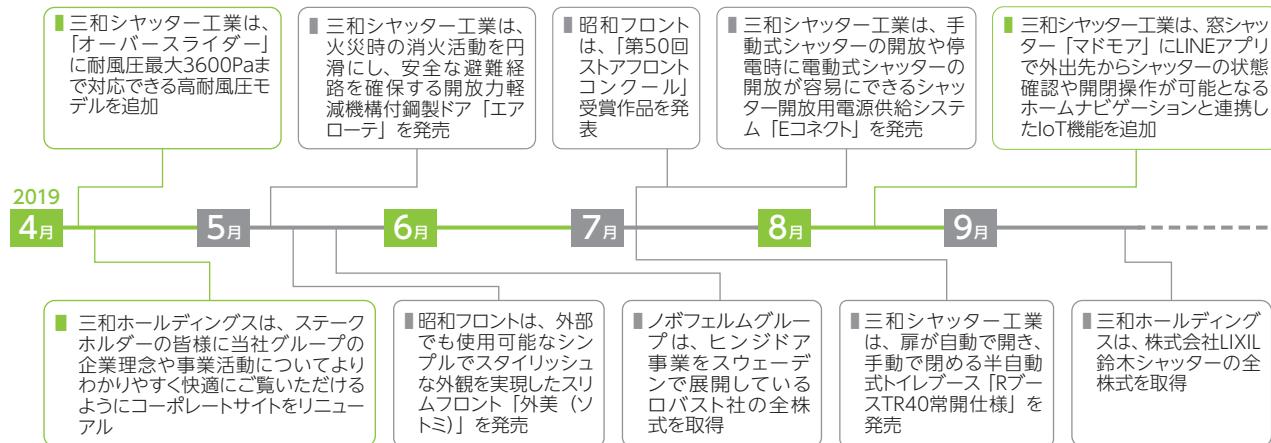 ■ 三和シヤッター工業は、
「オーバースライダー」
に耐風圧最大3600Paま
で対応できる高耐風圧モ
デルを追加
■ 三和シヤッター工業は、
火災時の消火活動を円
滑にし、安全な避難経
路を確保する開放力軽
減機構付鋼製ドア「エア
ローテ」を発売
■ 昭和フロント
は、「第50回
ストアフロント
コンクール」
受賞作品を発
表
■ 三和シヤッター工業は、手
動式シャッターの開放や停
電時に電動式シャッターの
開放が容易にできるシャッ
ター開放用電源供給システ
ム「Eコネクト」を発売
■ 三和シヤッター工業は、窓シャッ
ター「マドモア」にLINEアプリ
で外出先からシャッターの状態
確認や開閉操作が可能となる
ホームナビゲーションと連携し
たIoT機能を追加
2019
4月 5月 6月 7月 8月 9月
■ 三和ホールディングスは、ステーク
ホルダーの皆様に当社グループの
企業理念や事業活動についてより
わかりやすく快適にご覧いただける
ようにコーポレートサイトをリニュー
アル
■ 昭和フロントは、外部
でも使用可能なシン
プルでスタイリッシュ
な外観を実現したスリ
ムフロント「外美（ソ
トミ）」を発売
■ ノボフェルムグルー
プは、ヒンジドア
事業をスウェーデ
ンで展開している
ロバスト社の全株
式を取得
■ 三和シヤッター工業
は、扉が自動で開き、
手動で閉める半自動
式トイレブース「Rブー
スTR40常開仕様」を
発売
■ 三和ホールディング
スは、株式会社LIXIL
鈴木シャッターの全
株式を取得